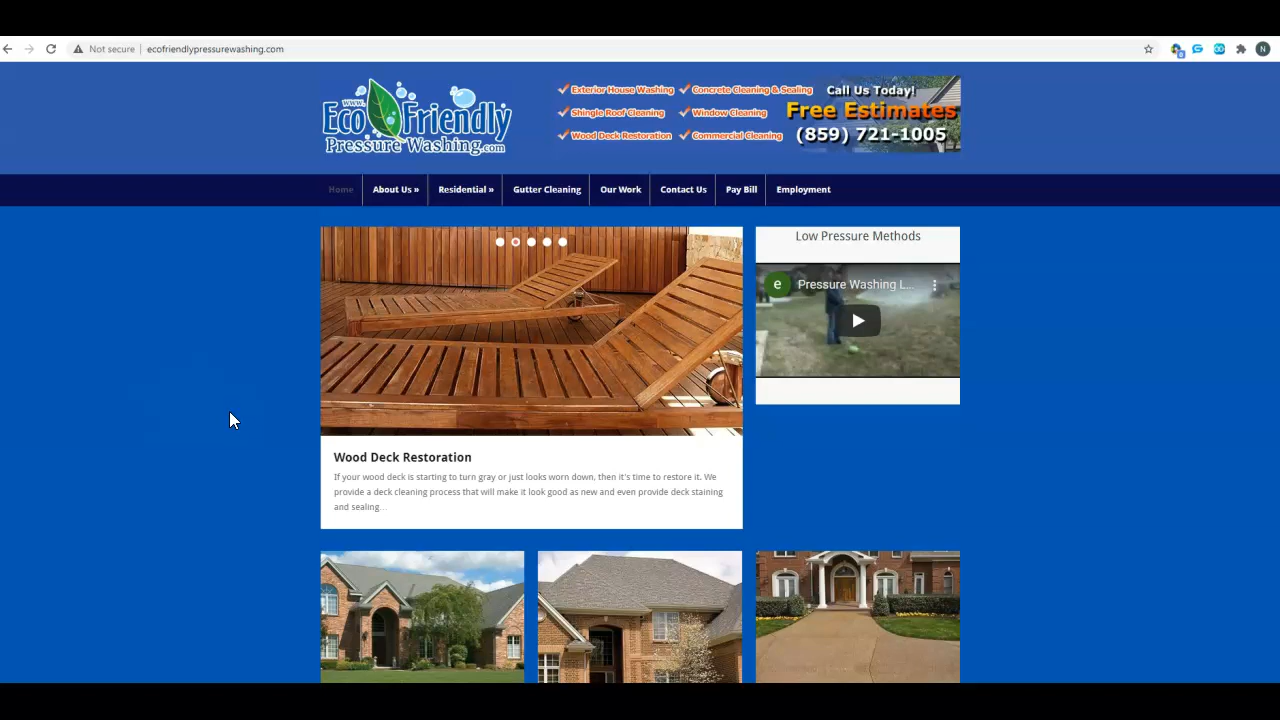 Not secure ecofriendlypressurewashing.com
N
www.
Eco Friendly
Pressure Washing.com
Exterior House Washing Concrete Cleaning & Sealing
Shingle Roof Cleaning Window Cleaning
Wood Deck Restoration Commercial Cleaning
Call Us Today!
Free Estimates
(859) 721-1005
Home About Us » Residential » Gutter Cleaning Our Work Contact Us Pay Bill Employment
Low Pressure Methods
e Pressure Washing L...
Wood Deck Restoration
If your wood deck is starting to turn gray or just looks worn down, then it's time to restore it. We
provide a deck cleaning process that will make it look good as new and even provide deck staining
and sealing...